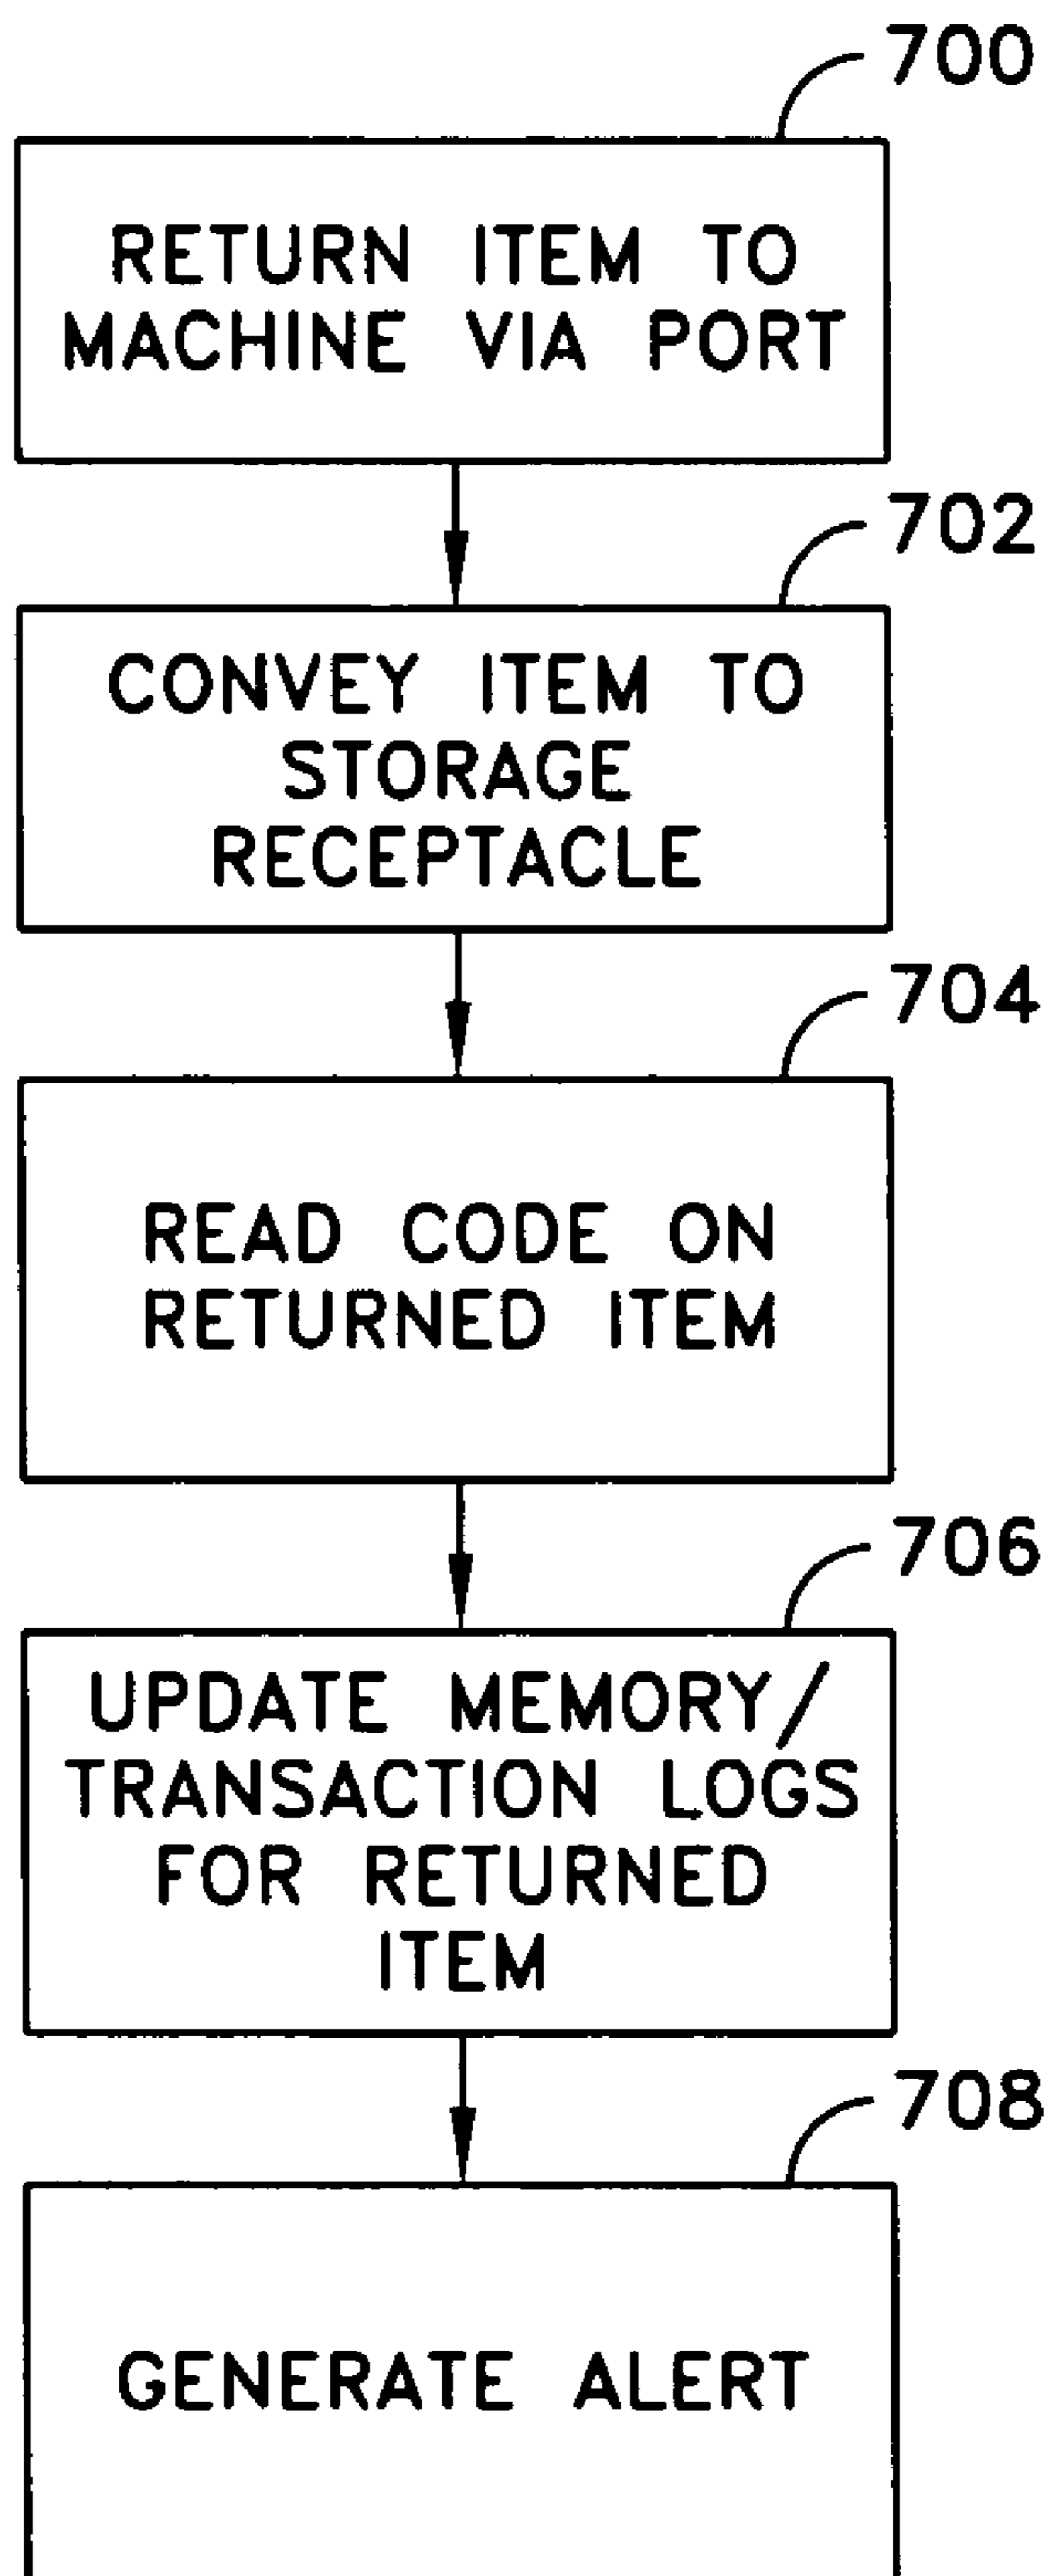 700
RETURN ITEM TO
MACHINE VIA PORT
702
CONVEY ITEM TO
STORAGE
RECEPTACLE
704
READ CODE ON
RETURNED ITEM
706
UPDATE MEMORY/
TRANSACTION LOGS
FOR RETURNED
ITEM
708
GENERATE ALERT